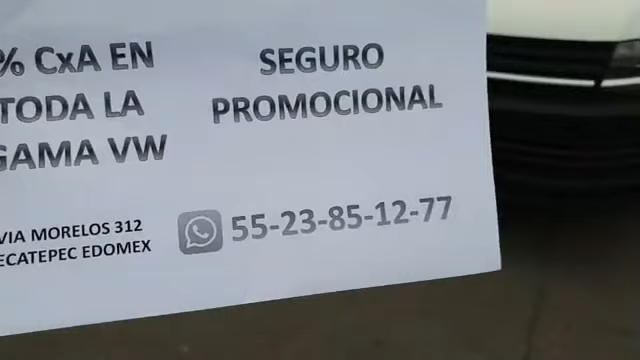 % CxA EN
TODA LA
GAMA VW
SEGURO
PROMOCIONAL
VIA MORELOS 312
ECATEPEC EDOMEX
55-23-85-12-77